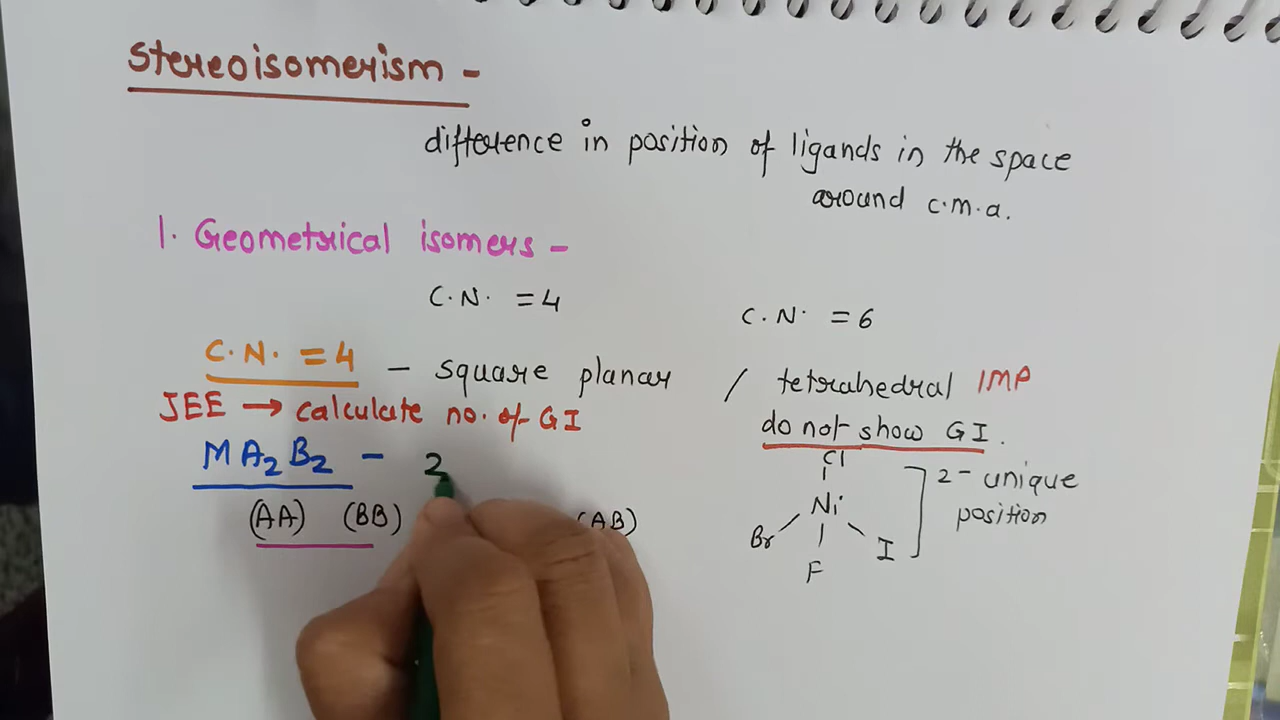 Stereoisomerism -
difference in position of ligands in the space
around c.m.a.
1. Geometrical isomers -
C.N. = 4
C.N. = 6
C.N. = 4 - square planar / tetrahedral IMP
JEE → calculate no. of GI
do not show GI.
MA2B2 - 2
(AA) (BB)
(AB)
Cl
Ni
Br
I
F
2 - unique
position